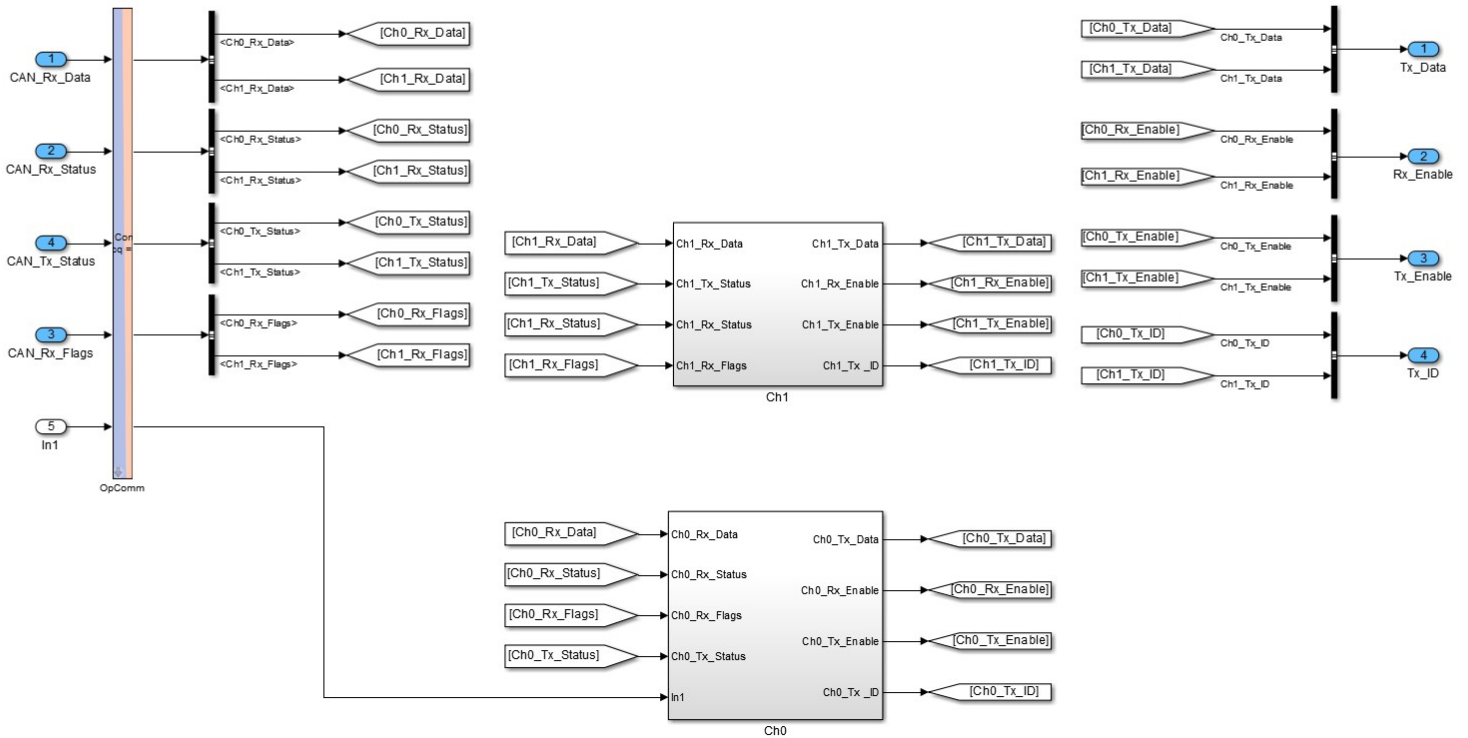 1
CAN_Rx_Data
2
CAN_Rx_Status
4
CAN_Tx_Status
3
CAN_Rx_Flags
5
In1
Con
cq =
OpComm
<Ch0_Rx_Data>
[Ch0_Rx_Data]
<Ch1_Rx_Data>
[Ch1_Rx_Data]
<Ch0_Rx_Status>
[Ch0_Rx_Status]
<Ch1_Rx_Status>
[Ch1_Rx_Status]
<Ch0_Tx_Status>
[Ch0_Tx_Status]
<Ch1_Tx_Status>
[Ch1_Tx_Status]
<Ch0_Rx_Flags>
[Ch0_Rx_Flags]
<Ch1_Rx_Flags>
[Ch1_Rx_Flags]
[Ch1_Rx_Data]
[Ch1_Tx_Status]
[Ch1_Rx_Status]
[Ch1_Rx_Flags]
Ch1_Rx_Data
Ch1_Tx_Status
Ch1_Rx_Status
Ch1_Rx_Flags
Ch1_Tx_Data
Ch1_Rx_Enable
Ch1_Tx_Enable
Ch1_Tx _ID
Ch1
[Ch1_Tx_Data]
[Ch1_Rx_Enable]
[Ch1_Tx_Enable]
[Ch1_Tx_ID]
[Ch0_Rx_Data]
[Ch0_Rx_Status]
[Ch0_Rx_Flags]
[Ch0_Tx_Status]
Ch0_Rx_Data
Ch0_Rx_Status
Ch0_Rx_Flags
Ch0_Tx_Status
In1
Ch0_Tx_Data
Ch0_Rx_Enable
Ch0_Tx_Enable
Ch0_Tx _ID
Ch0
[Ch0_Tx_Data]
[Ch0_Rx_Enable]
[Ch0_Tx_Enable]
[Ch0_Tx_ID]
[Ch0_Tx_Data]
Ch0_Tx_Data
[Ch1_Tx_Data]
Ch1_Tx_Data
1
Tx_Data
[Ch0_Rx_Enable]
Ch0_Rx_Enable
[Ch1_Rx_Enable]
Ch1_Rx_Enable
2
Rx_Enable
[Ch0_Tx_Enable]
Ch0_Tx_Enable
[Ch1_Tx_Enable]
Ch1_Tx_Enable
3
Tx_Enable
[Ch0_Tx_ID]
Ch0_Tx_ID
[Ch1_Tx_ID]
Ch1_Tx_ID
4
Tx_ID